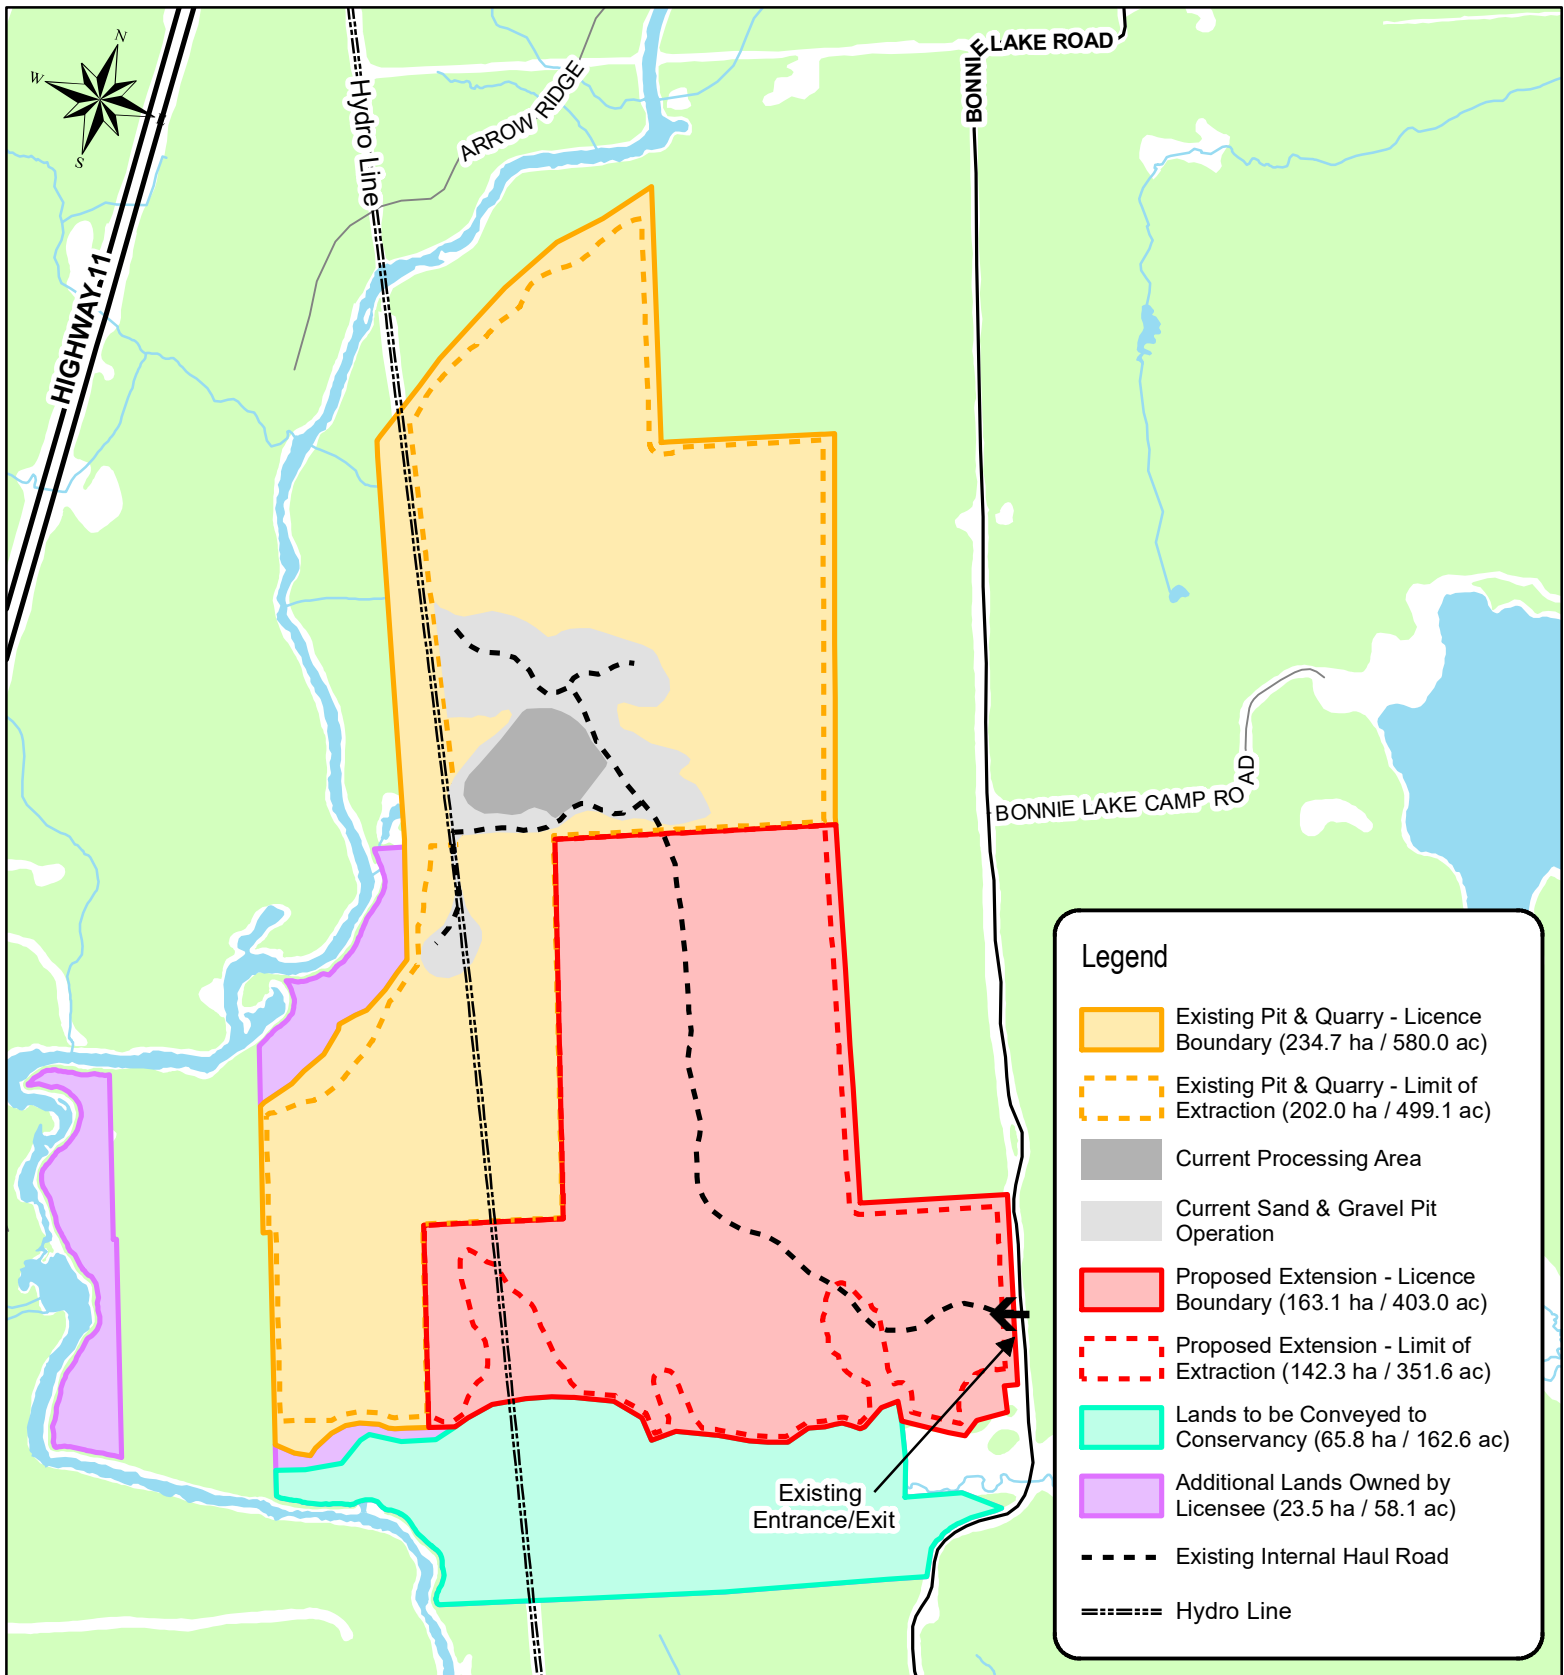 N
W
E
S
HIGHWAY 11
Hydro Line
ARROW RIDGE
BONNIE LAKE ROAD
BONNIE LAKE CAMP ROAD
Existing
Entrance/Exit
Legend
Existing Pit & Quarry - Licence
Boundary (234.7 ha / 580.0 ac)
Existing Pit & Quarry - Limit of
Extraction (202.0 ha / 499.1 ac)
Current Processing Area
Current Sand & Gravel Pit
Operation
Proposed Extension - Licence
Boundary (163.1 ha / 403.0 ac)
Proposed Extension - Limit of
Extraction (142.3 ha / 351.6 ac)
Lands to be Conveyed to
Conservancy (65.8 ha / 162.6 ac)
Additional Lands Owned by
Licensee (23.5 ha / 58.1 ac)
Existing Internal Haul Road
Hydro Line